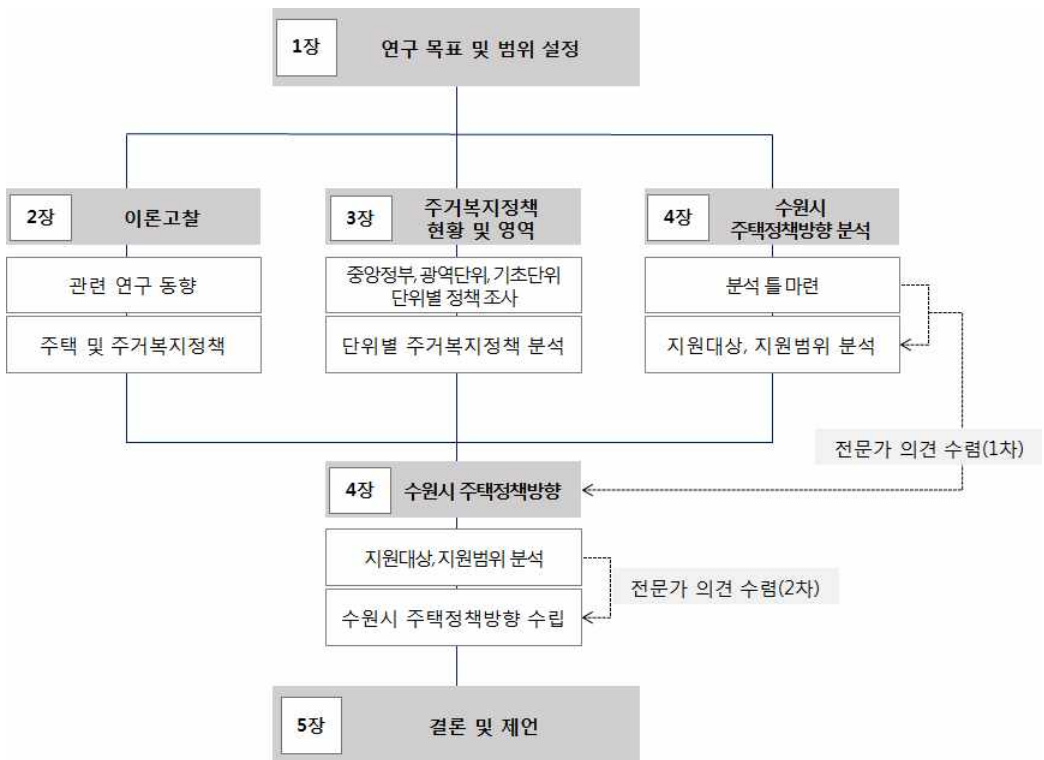 1장
연구 목표 및 범위 설정
2장
이론고찰
관련 연구 동향
주택 및 주거복지정책
3장
주거복지정책
현황 및 영역
중앙정부, 광역단위, 기초단위
단위별 정책 조사
단위별 주거복지정책 분석
4장
수원시
주택정책방향 분석
분석 틀 마련
지원대상, 지원범위 분석
전문가 의견 수렴(1차)
4장
수원시 주택정책방향
지원대상, 지원범위 분석
수원시 주택정책방향 수립
전문가 의견 수렴(2차)
5장
결론 및 제언